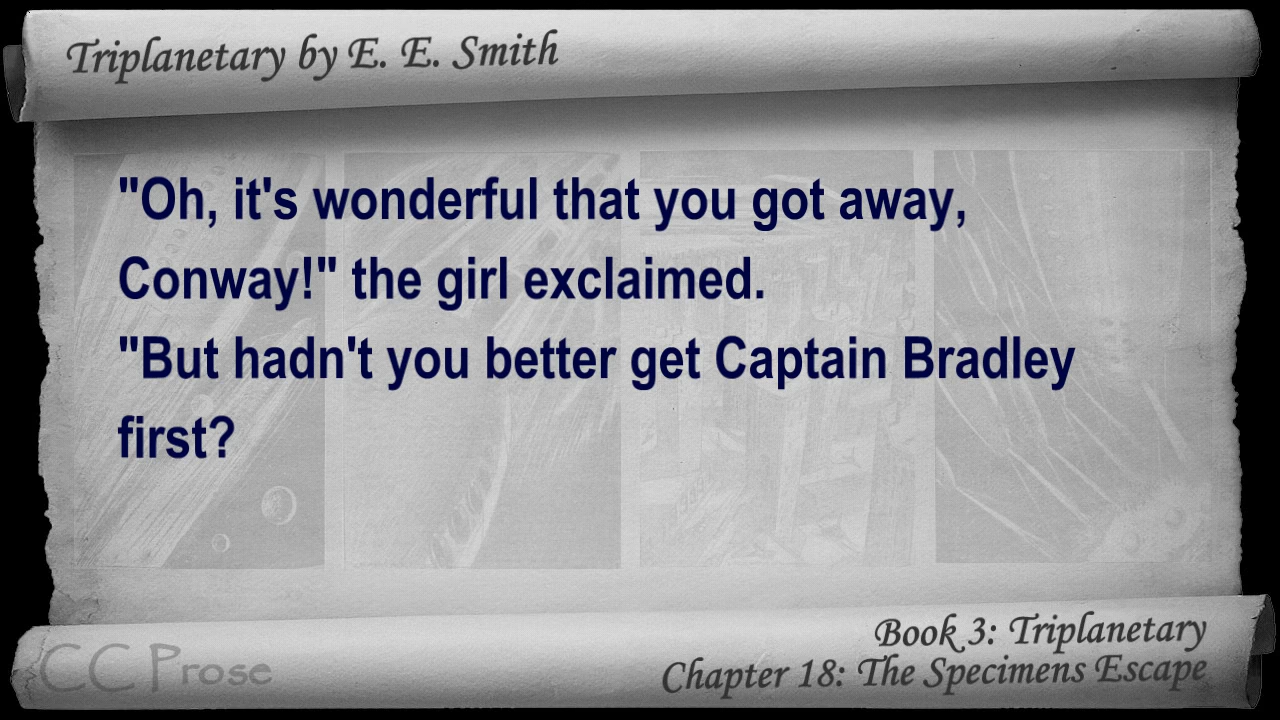 Triplanetary by E. E. Smith
"Oh, it's wonderful that you got away,
Conway!" the girl exclaimed.
"But hadn't you better get Captain Bradley
first?
Book 3: Triplanetary
Chapter 18: The Specimens Escape
CC Prose